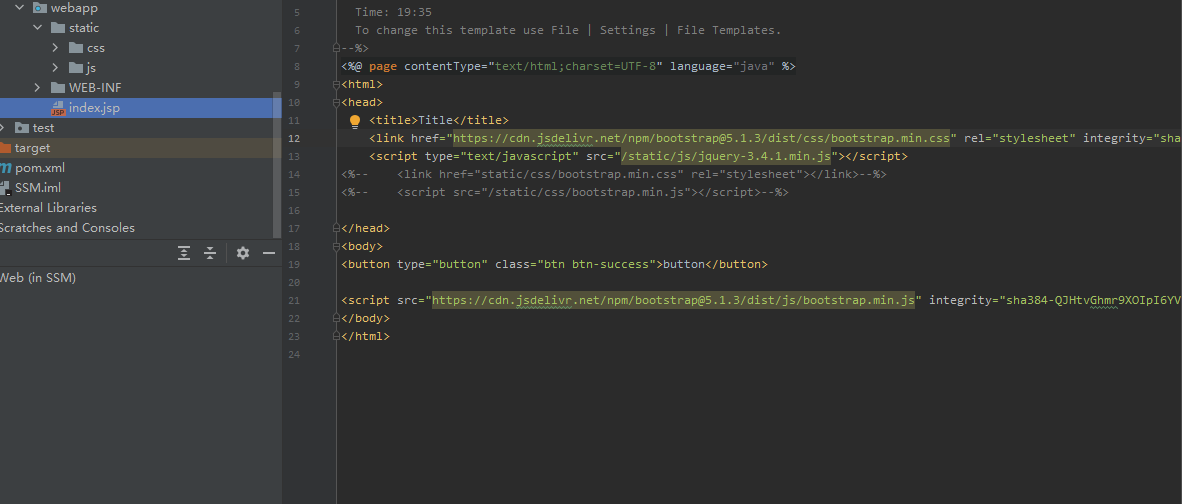 webapp
static
css
js
WEB-INF
index.jsp
test
target
pom.xml
SSM.iml
External Libraries
Scratches and Consoles
Web (in SSM)
5 Time: 19:35
6 To change this template use File | Settings | File Templates.
7 --%>
8 <%@ page contentType="text/html;charset=UTF-8" language="java" %>
9 <html>
10 <head>
11 <title>Title</title>
12 <link href="https://cdn.jsdelivr.net/npm/bootstrap@5.1.3/dist/css/bootstrap.min.css" rel="stylesheet" integrity="sha
13 <script type="text/javascript" src="/static/js/jquery-3.4.1.min.js"></script>
14 <%-- <link href="static/css/bootstrap.min.css" rel="stylesheet"></link>--%>
15 <%-- <script src="/static/css/bootstrap.min.js"></script>--%>
16
17 </head>
18 <body>
19 <button type="button" class="btn btn-success">button</button>
20
21 <script src="https://cdn.jsdelivr.net/npm/bootstrap@5.1.3/dist/js/bootstrap.min.js" integrity="sha384-QJHtvGhmr9XOIpI6YV
22 </body>
23 </html>
24